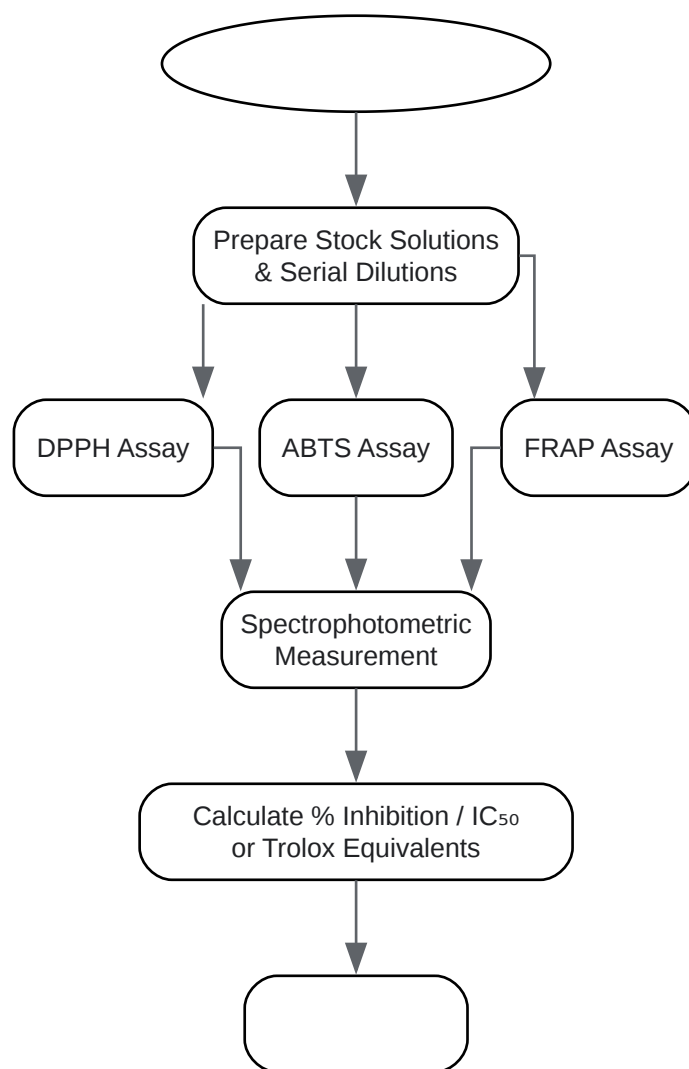 Prepare Stock Solutions
& Serial Dilutions
DPPH Assay
ABTS Assay
FRAP Assay
Spectrophotometric
Measurement
Calculate % Inhibition / IC₅₀
or Trolox Equivalents